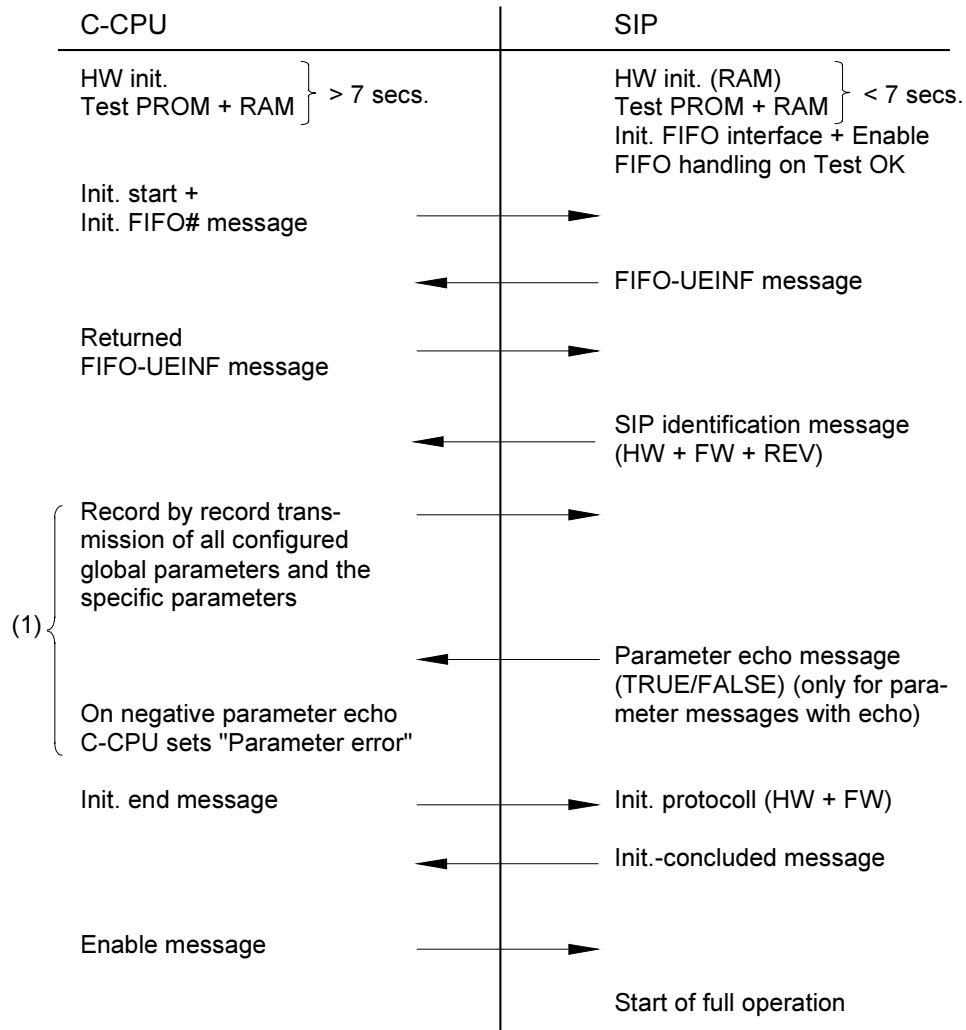 C-CPU
SIP
HW init.
Test PROM + RAM
> 7 secs.
HW init. (RAM)
Test PROM + RAM
< 7 secs.
Init. FIFO interface + Enable
FIFO handling on Test OK
Init. start +
Init. FIFO# message
FIFO-UEINF message
Returned
FIFO-UEINF message
SIP identification message
(HW + FW + REV)
(1)
Record by record trans-
mission of all configured
global parameters and the
specific parameters
Parameter echo message
(TRUE/FALSE) (only for para-
meter messages with echo)
On negative parameter echo
C-CPU sets "Parameter error"
Init. end message
Init. protocoll (HW + FW)
Init.-concluded message
Enable message
Start of full operation